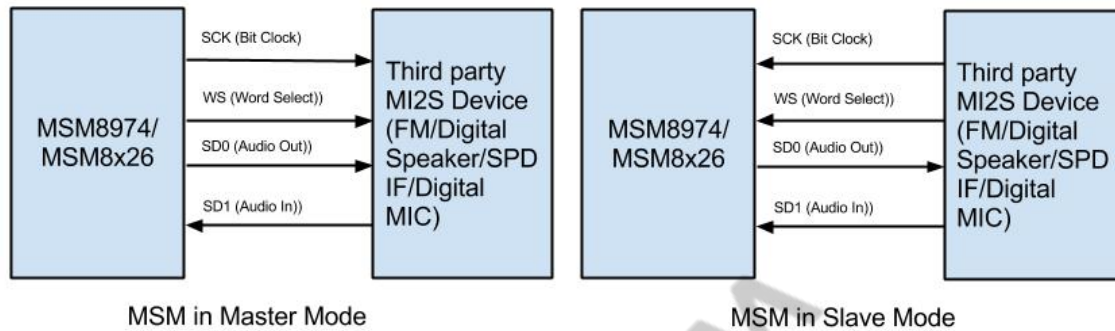 SCK (Bit Clock)
WS (Word Select))
SD0 (Audio Out))
SD1 (Audio In))
MSM8974/
MSM8x26
Third party
MI2S Device
(FM/Digital
Speaker/SPD
IF/Digital
MIC)
MSM in Master Mode
SCK (Bit Clock)
WS (Word Select))
SD0 (Audio Out))
SD1 (Audio In))
MSM8974/
MSM8x26
Third party
MI2S Device
(FM/Digital
Speaker/SPD
IF/Digital
MIC)
MSM in Slave Mode